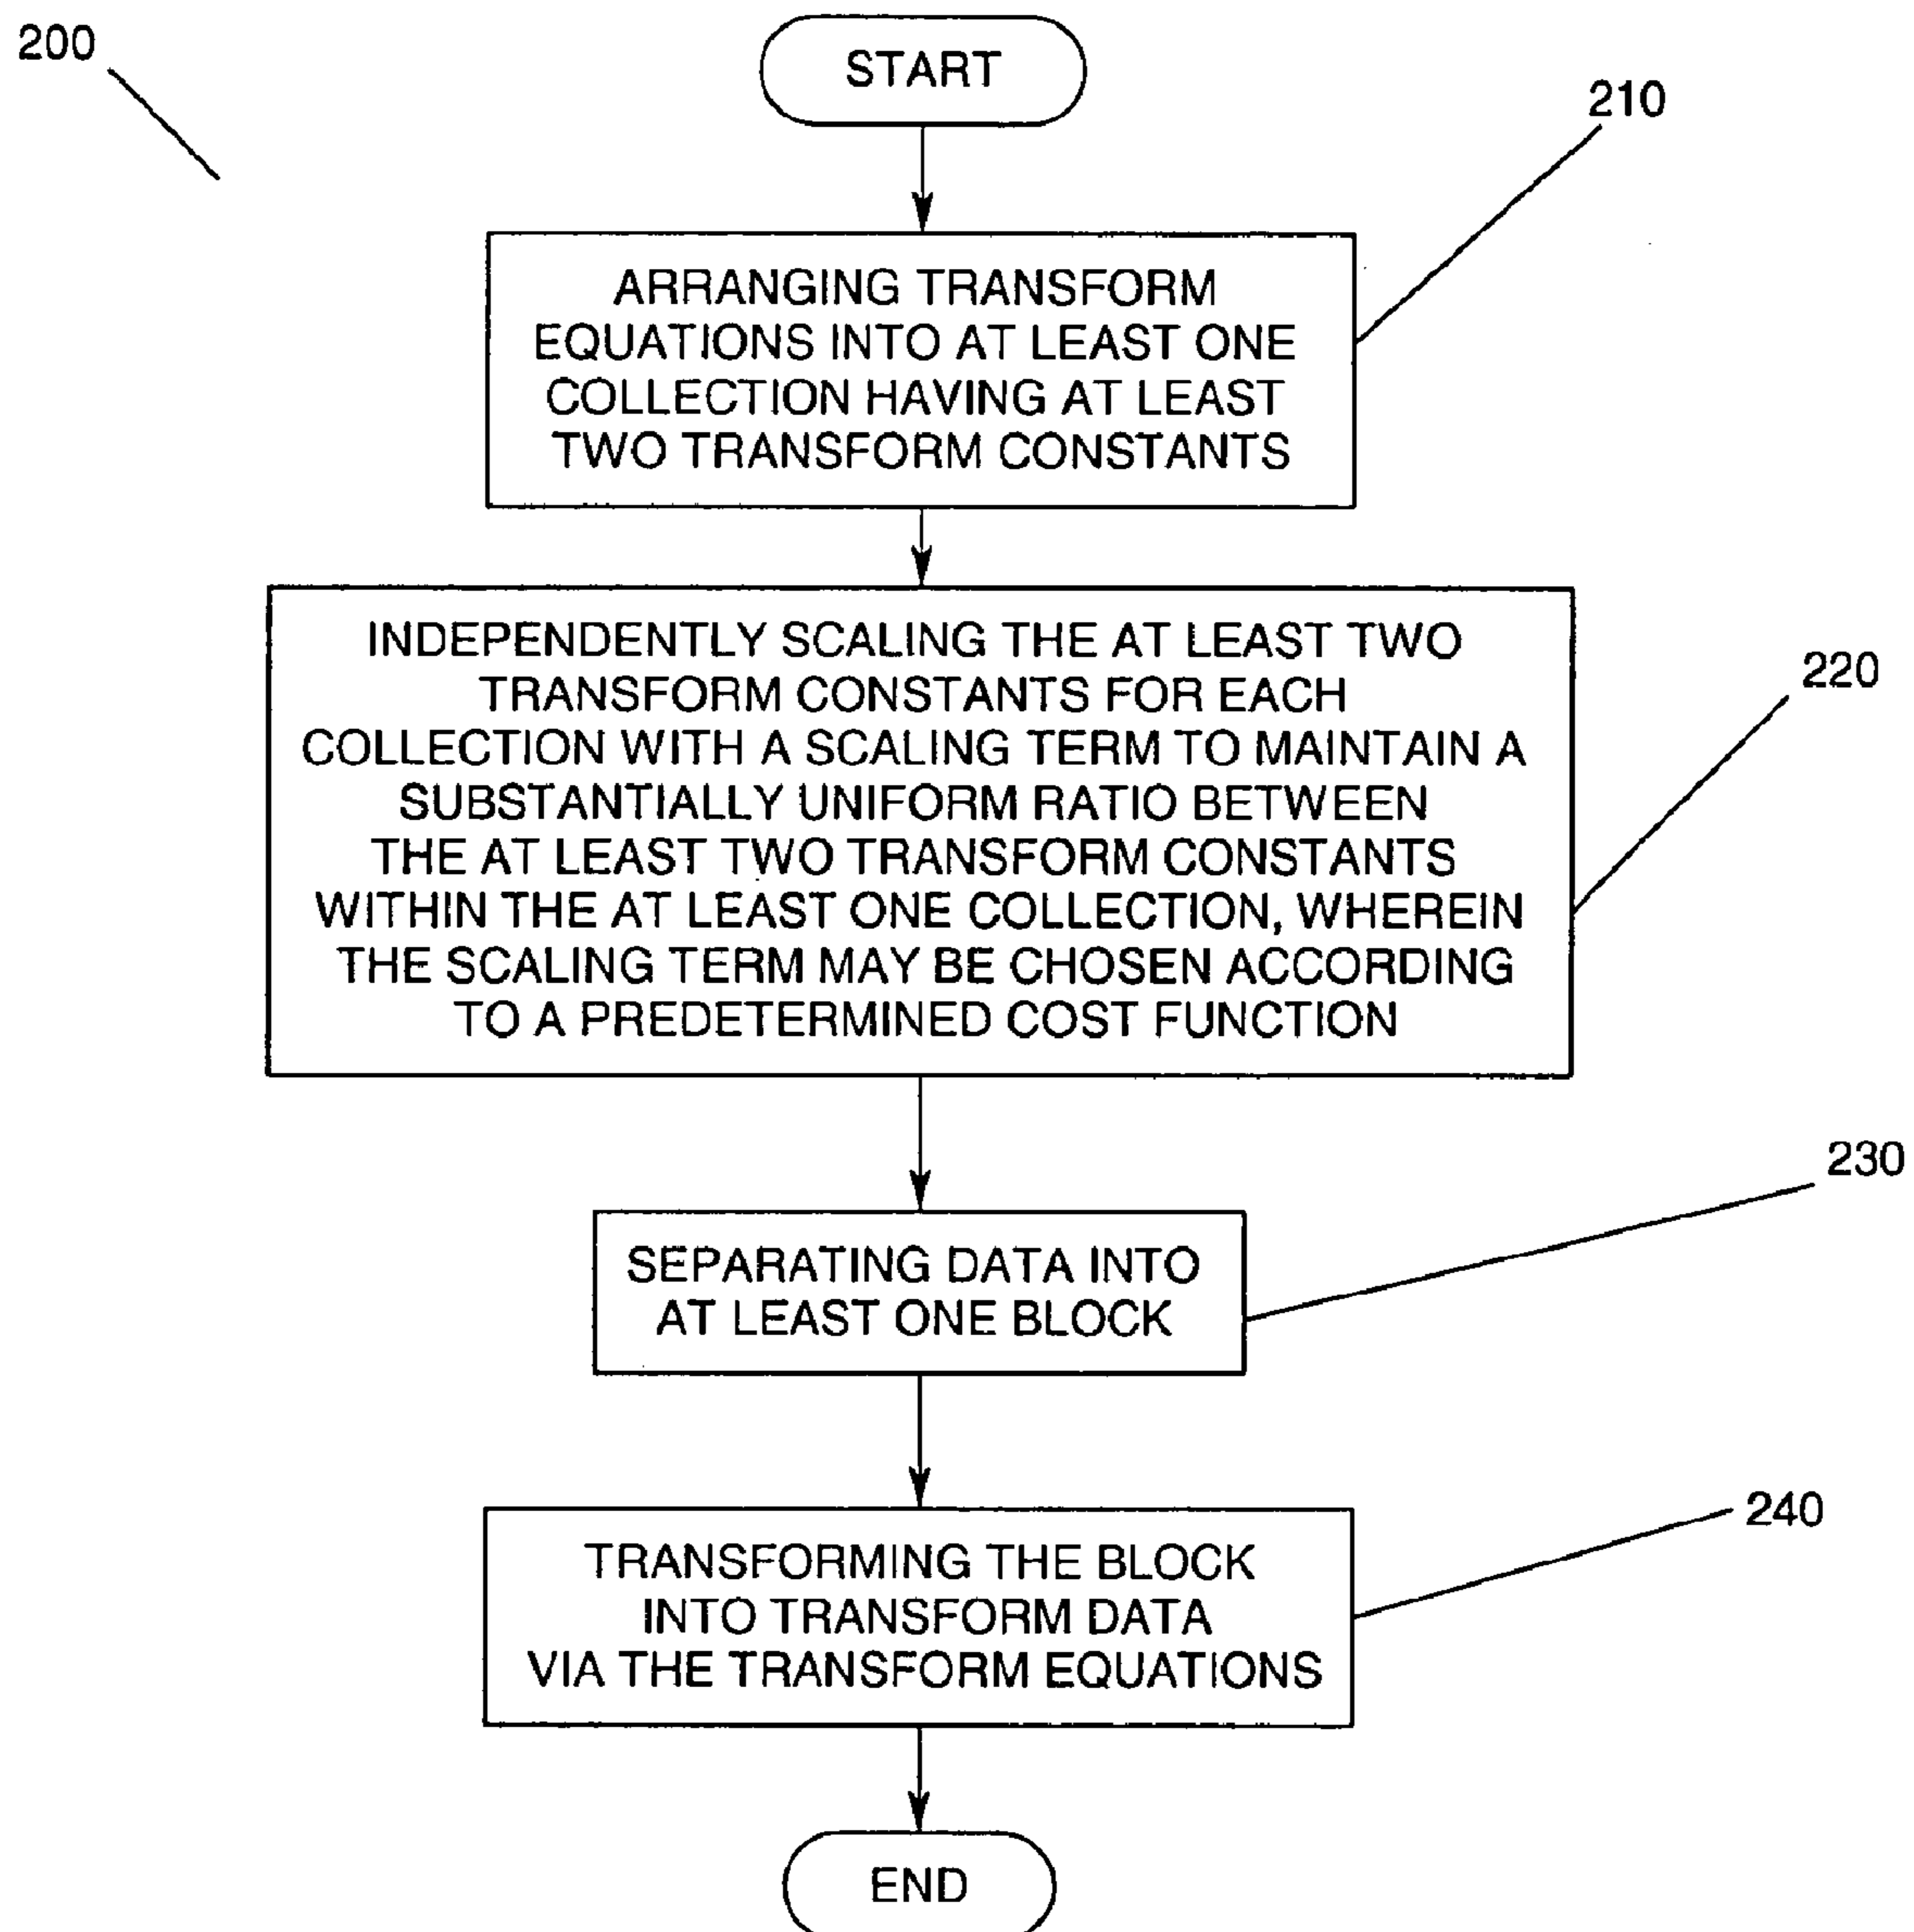 200
START
210
ARRANGING TRANSFORM
EQUATIONS INTO AT LEAST ONE
COLLECTION HAVING AT LEAST
TWO TRANSFORM CONSTANTS
INDEPENDENTLY SCALING THE AT LEAST TWO
TRANSFORM CONSTANTS FOR EACH
COLLECTION WITH A SCALING TERM TO MAINTAIN A
SUBSTANTIALLY UNIFORM RATIO BETWEEN
THE AT LEAST TWO TRANSFORM CONSTANTS
WITHIN THE AT LEAST ONE COLLECTION, WHEREIN
THE SCALING TERM MAY BE CHOSEN ACCORDING
TO A PREDETERMINED COST FUNCTION
220
230
SEPARATING DATA INTO
AT LEAST ONE BLOCK
240
TRANSFORMING THE BLOCK
INTO TRANSFORM DATA
VIA THE TRANSFORM EQUATIONS
END